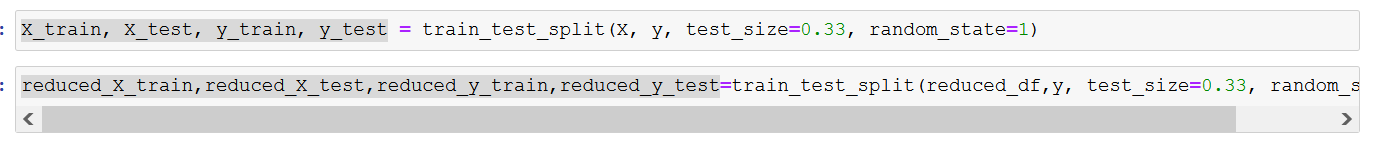 : X_train, X_test, y_train, y_test = train_test_split(X, y, test_size=0.33, random_state=1)
: reduced_X_train,reduced_X_test,reduced_y_train,reduced_y_test=train_test_split(reduced_df,y, test_size=0.33, random_s